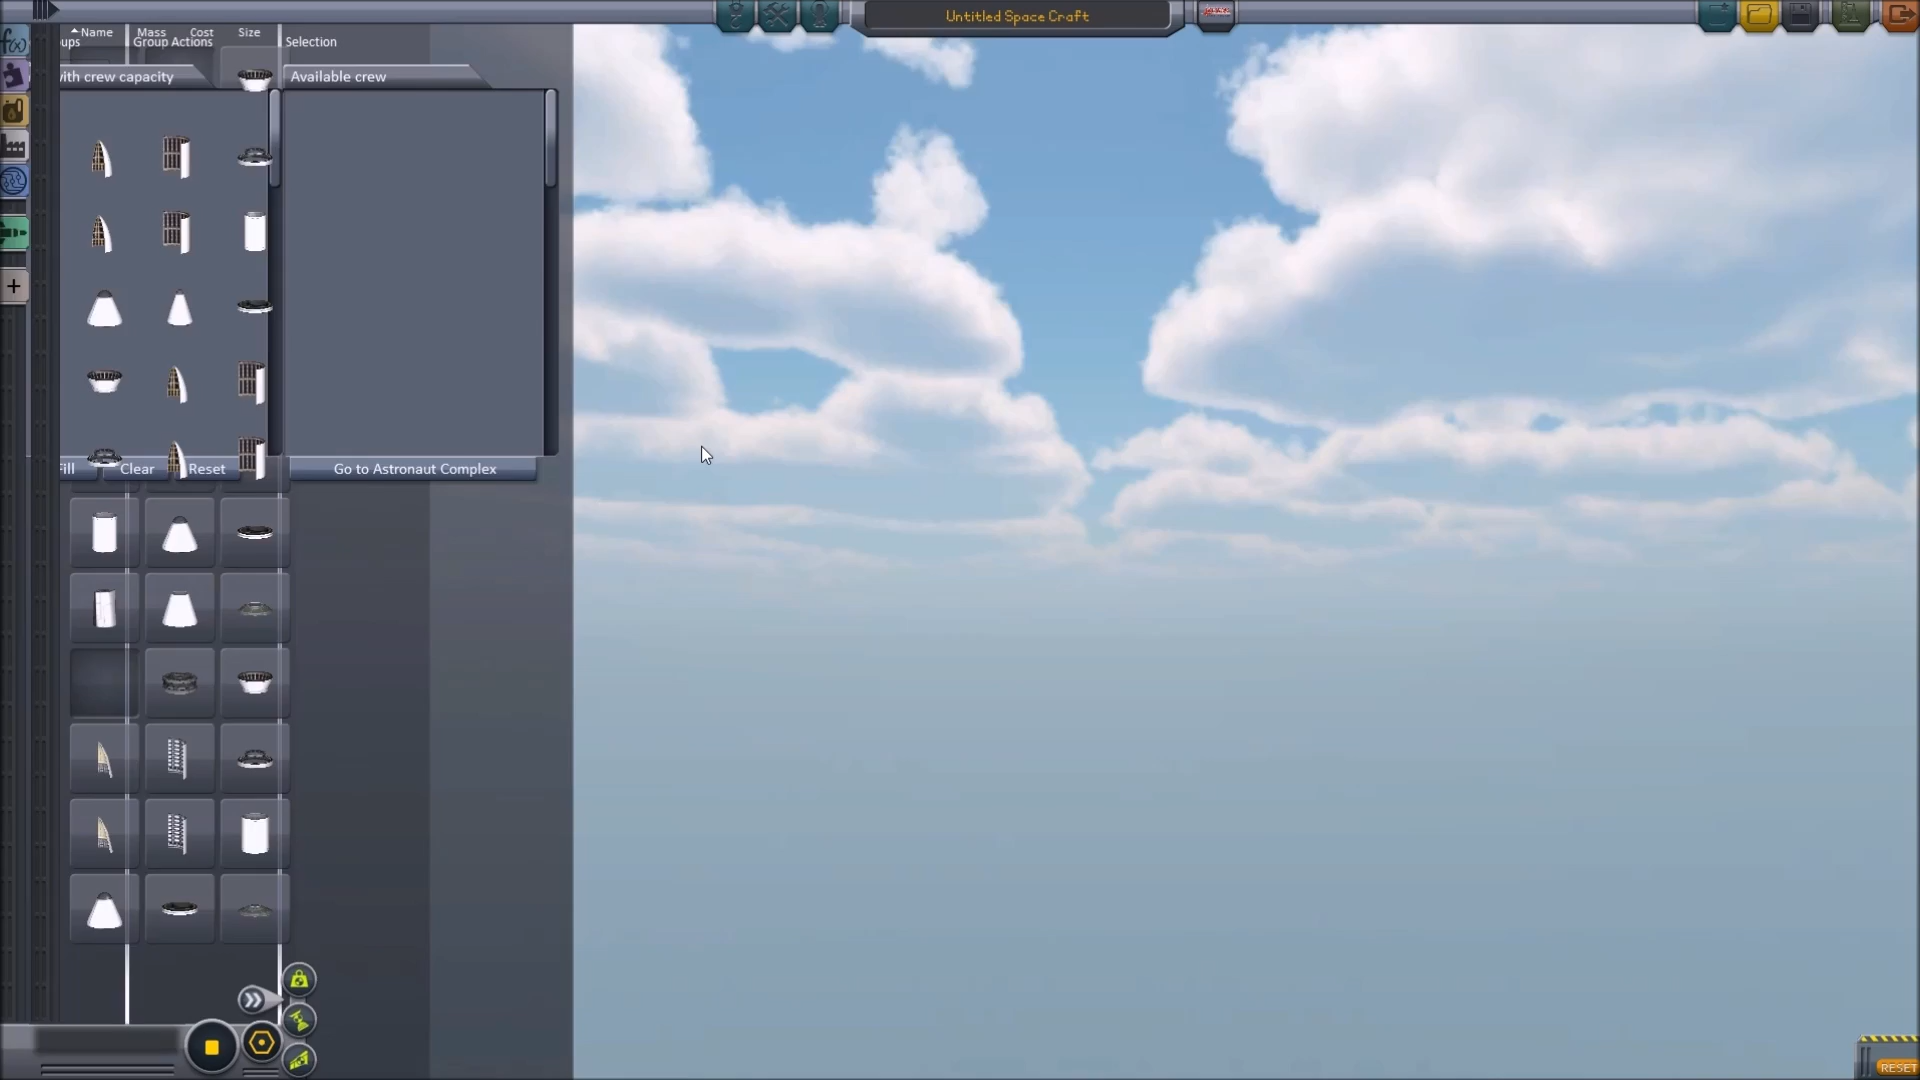 Untitled Space Craft
Name Mass Cost Size
ups Group Actions Selection
with crew capacity Available crew
f(x)
+
Fill Clear Reset Go to Astronaut Complex
RESET